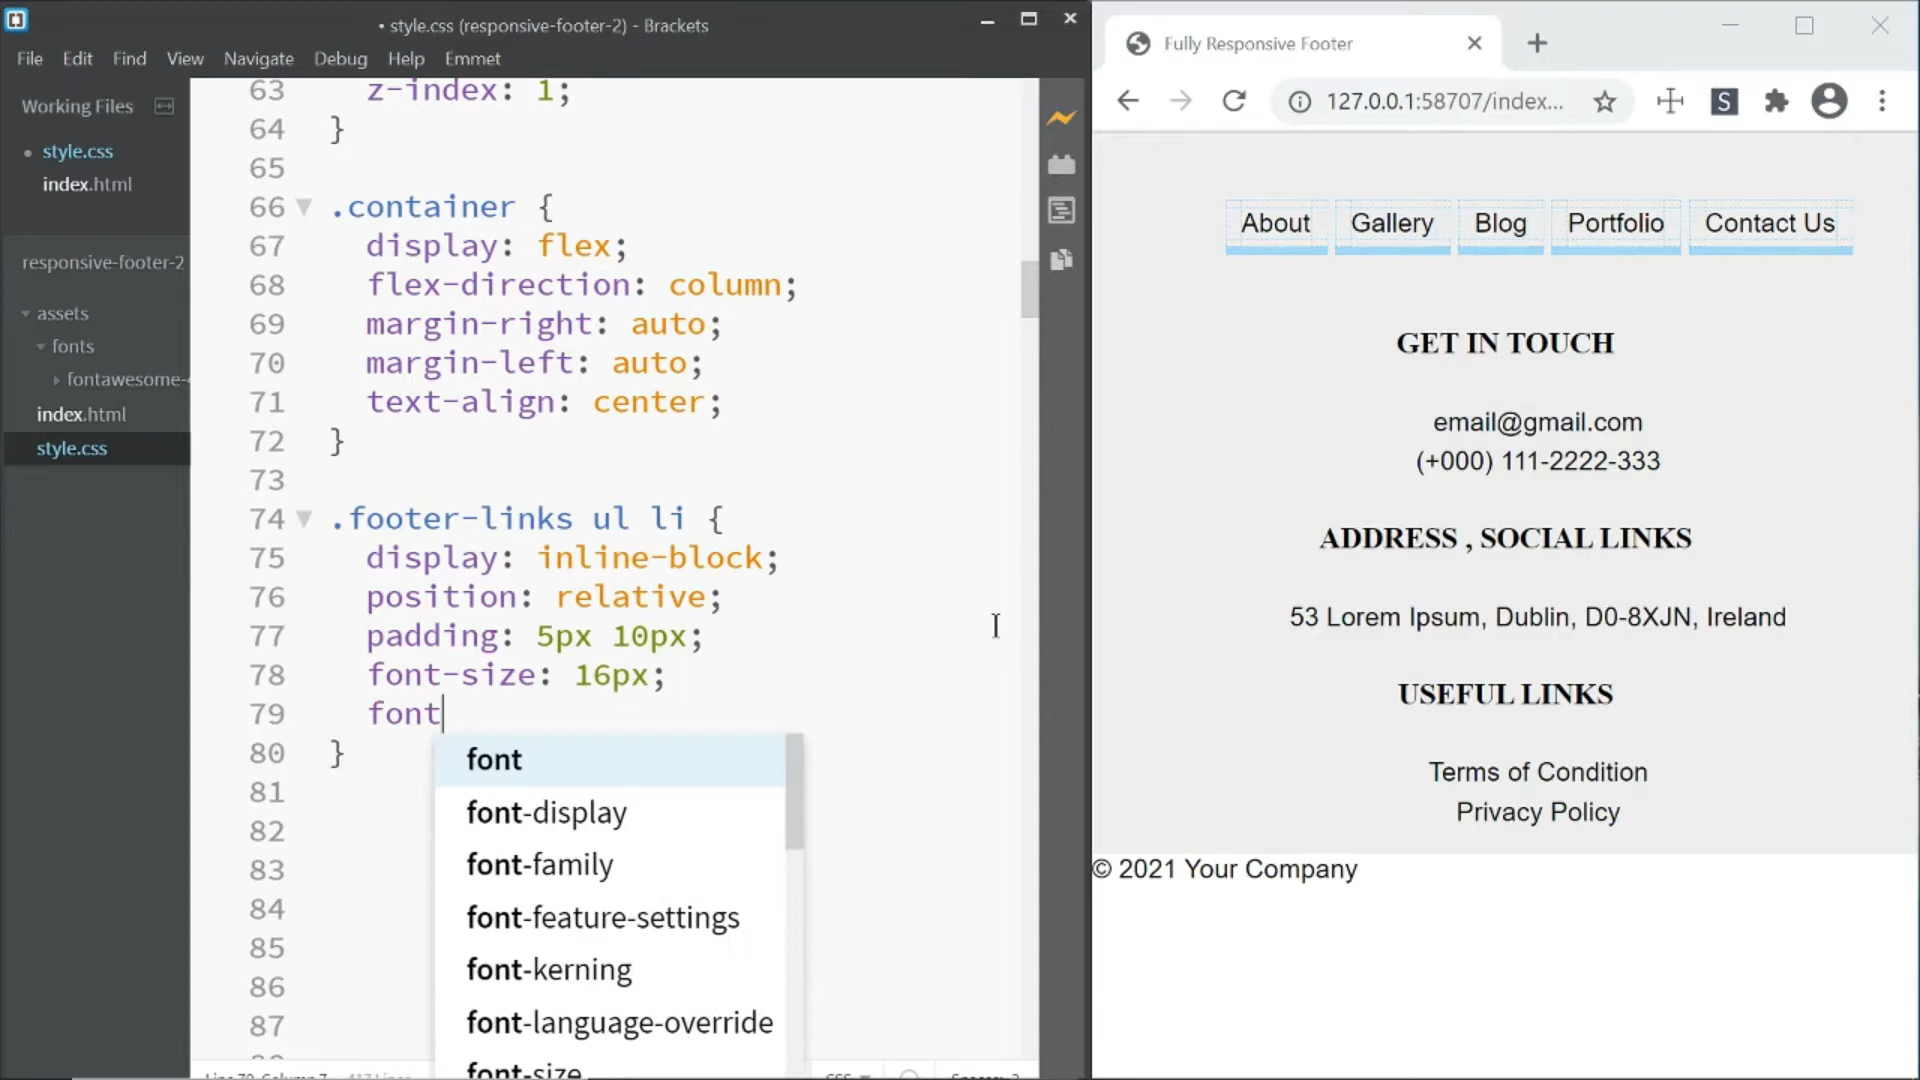 • style.css (responsive-footer-2) - Brackets
File Edit Find View Navigate Debug Help Emmet
Working Files
• style.css
index.html
responsive-footer-2
assets
fonts
fontawesome-
index.html
style.css
63 z-index: 1;
64 }
65
66 .container {
67 display: flex;
68 flex-direction: column;
69 margin-right: auto;
70 margin-left: auto;
71 text-align: center;
72 }
73
74 .footer-links ul li {
75 display: inline-block;
76 position: relative;
77 padding: 5px 10px;
78 font-size: 16px;
79 font
80 }
81
82
83
84
85
86
87
font
font-display
font-family
font-feature-settings
font-kerning
font-language-override
font-size
Fully Responsive Footer
127.0.0.1:58707/index...
S
About Gallery Blog Portfolio Contact Us
GET IN TOUCH
email@gmail.com
(+000) 111-2222-333
ADDRESS , SOCIAL LINKS
53 Lorem Ipsum, Dublin, D0-8XJN, Ireland
USEFUL LINKS
Terms of Condition
Privacy Policy
© 2021 Your Company